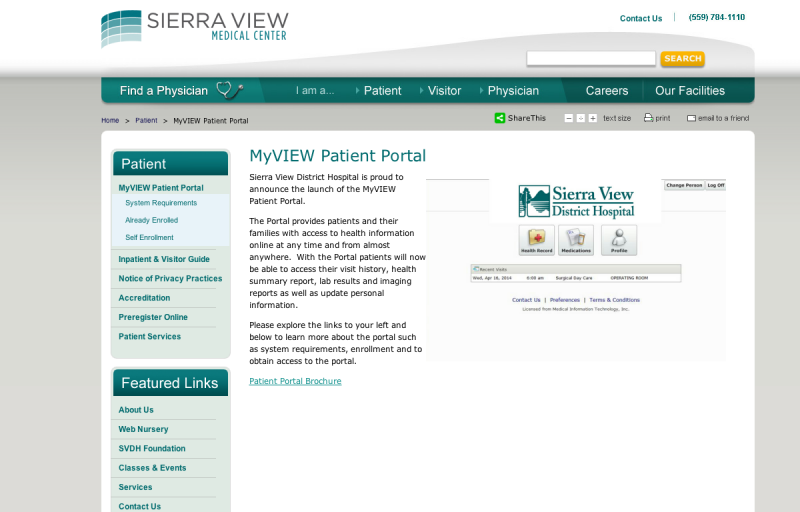 SIERRA VIEW
MEDICAL CENTER
Contact Us | (559) 784-1110
SEARCH
Find a Physician
I am a...
Patient
Visitor
Physician
Careers
Our Facilities
Home > Patient > MyVIEW Patient Portal
ShareThis
text size
print
email to a friend
Patient
MyVIEW Patient Portal
System Requirements
Already Enrolled
Self Enrollment
Inpatient & Visitor Guide
Notice of Privacy Practices
Accreditation
Preregister Online
Patient Services
Featured Links
About Us
Web Nursery
SVDH Foundation
Classes & Events
Services
Contact Us
MyVIEW Patient Portal
Sierra View District Hospital is proud to
announce the launch of the MyVIEW
Patient Portal.
The Portal provides patients and their
families with access to health information
online at any time and from almost
anywhere.  With the Portal patients will now
be able to access their visit history, health
summary report, lab results and imaging
reports as well as update personal
information.
Please explore the links to your left and
below to learn more about the portal such
as system requirements, enrollment and to
obtain access to the portal.
Patient Portal Brochure
Change Person Log Off
Sierra View
District Hospital
Health Record
Medications
Profile
Recent Visits
Wed, Apr 16, 2014 6:00 am Surgical Day Care OPERATING ROOM
Contact Us | Preferences | Terms & Conditions
Licensed from Medical Information Technology, Inc.